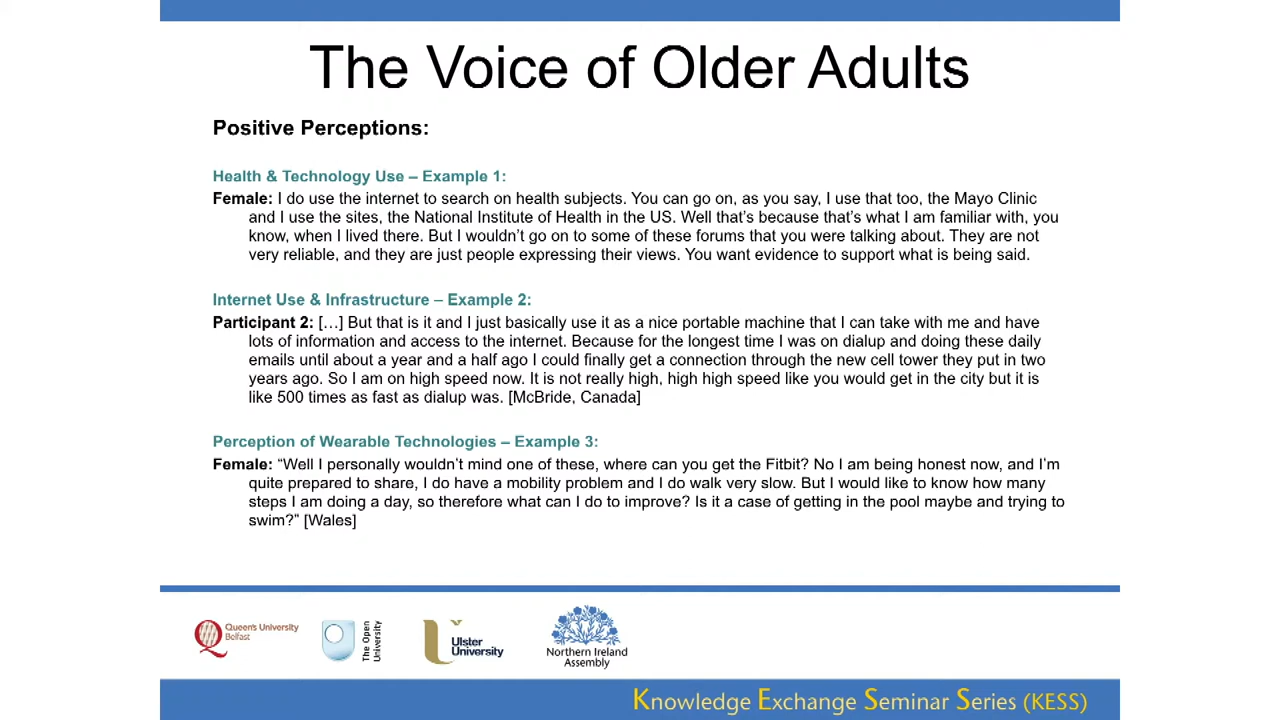 The Voice of Older Adults
Positive Perceptions:
Health & Technology Use – Example 1:
Female: I do use the internet to search on health subjects. You can go on, as you say, I use that too, the Mayo Clinic
and I use the sites, the National Institute of Health in the US. Well that’s because that’s what I am familiar with, you
know, when I lived there. But I wouldn’t go on to some of these forums that you were talking about. They are not
very reliable, and they are just people expressing their views. You want evidence to support what is being said.
Internet Use & Infrastructure – Example 2:
Participant 2: […] But that is it and I just basically use it as a nice portable machine that I can take with me and have
lots of information and access to the internet. Because for the longest time I was on dialup and doing these daily
emails until about a year and a half ago I could finally get a connection through the new cell tower they put in two
years ago. So I am on high speed now. It is not really high, high high speed like you would get in the city but it is
like 500 times as fast as dialup was. [McBride, Canada]
Perception of Wearable Technologies – Example 3:
Female: “Well I personally wouldn’t mind one of these, where can you get the Fitbit? No I am being honest now, and I’m
quite prepared to share, I do have a mobility problem and I do walk very slow. But I would like to know how many
steps I am doing a day, so therefore what can I do to improve? Is it a case of getting in the pool maybe and trying to
swim?” [Wales]
Queen's University
Belfast
The Open
University
Ulster
University
Northern Ireland
Assembly
Knowledge Exchange Seminar Series (KESS)